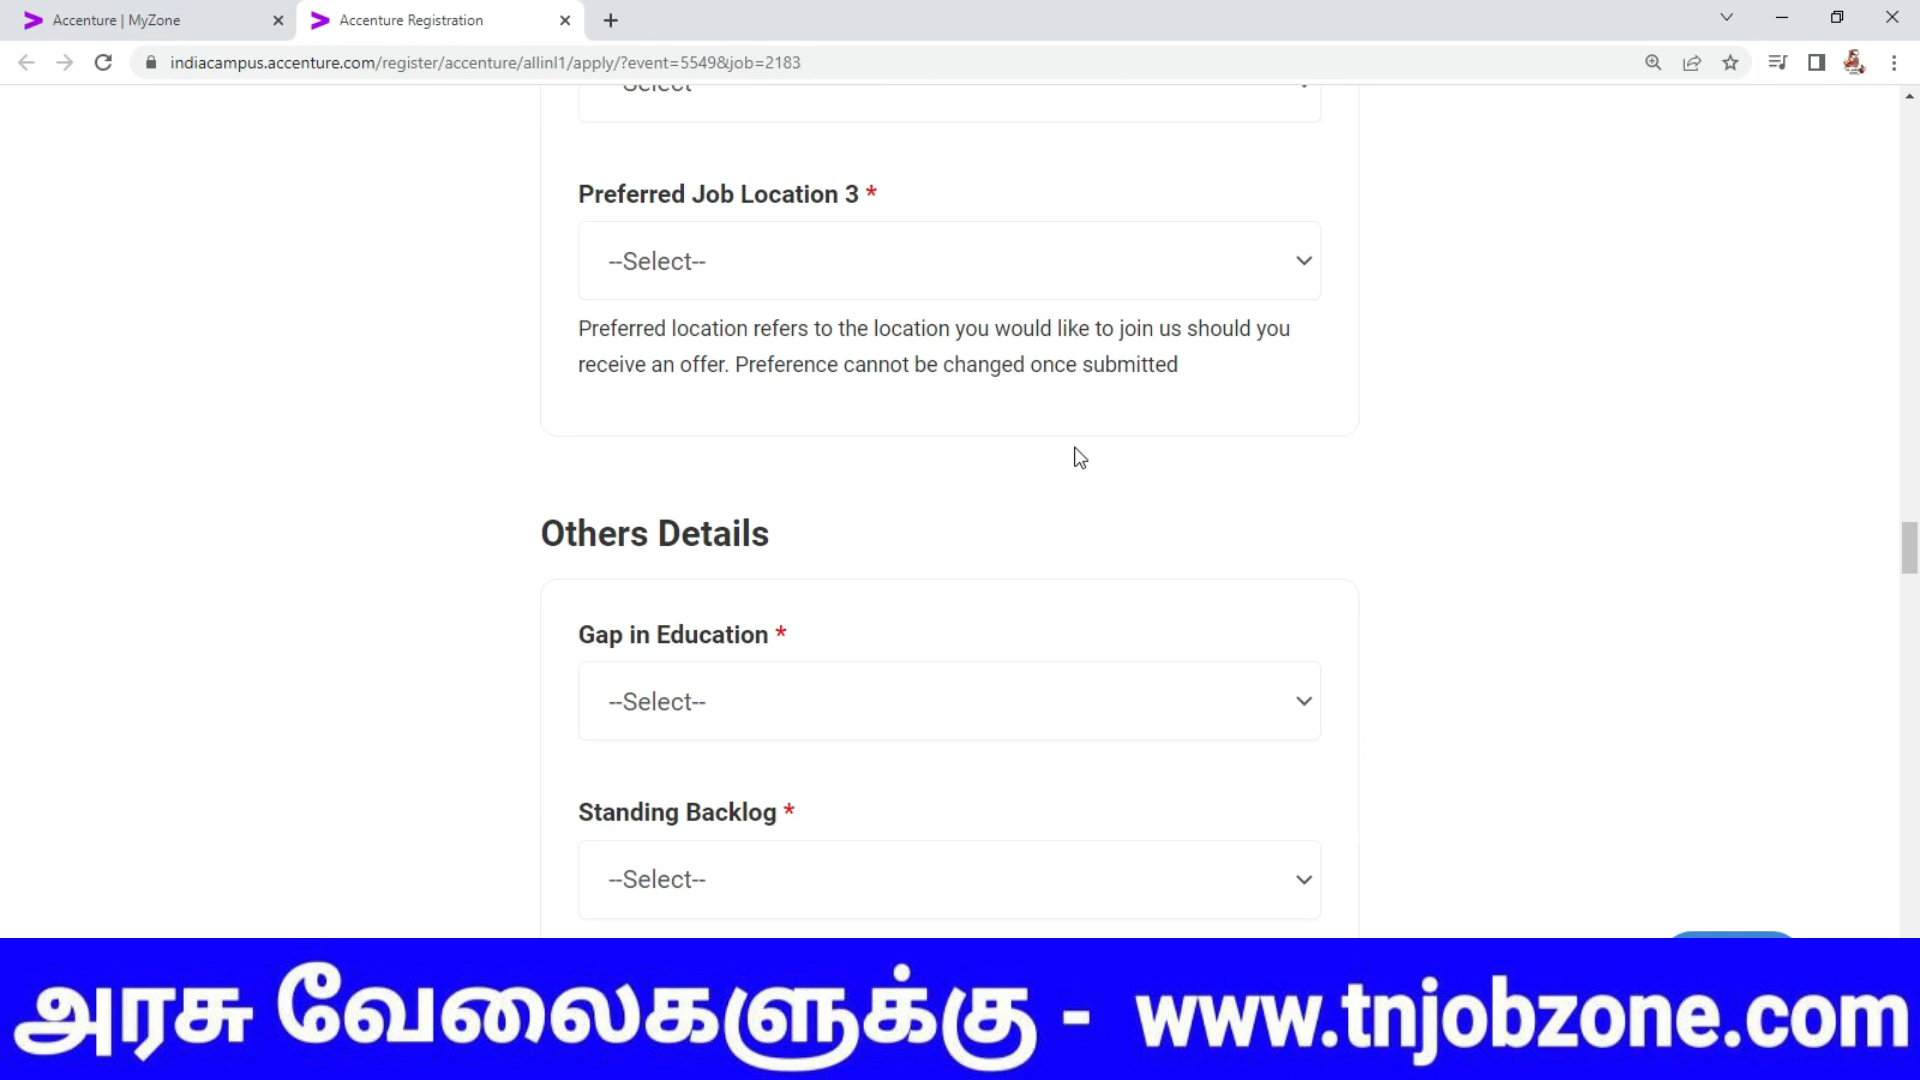 Accenture | MyZone
Accenture Registration
indiacampus.accenture.com/register/accenture/allinl1/apply/?event=5549&job=2183
--Select--
Preferred Job Location 3 *
--Select--
Preferred location refers to the location you would like to join us should you
receive an offer. Preference cannot be changed once submitted
Others Details
Gap in Education *
--Select--
Standing Backlog *
--Select--
அரசு வேலைகளுக்கு - www.tnjobzone.com